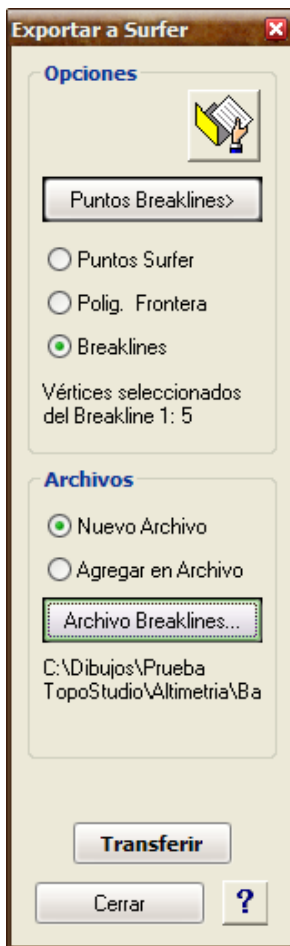 Exportar a Surfer
Opciones
Puntos Breaklines>
Puntos Surfer
Polig. Frontera
Breaklines
Vértices seleccionados
del Breakline 1: 5
Archivos
Nuevo Archivo
Agregar en Archivo
Archivo Breaklines...
C:\Dibujos\Prueba
TopoStudio\Altimetria\Ba
Transferir
Cerrar
?